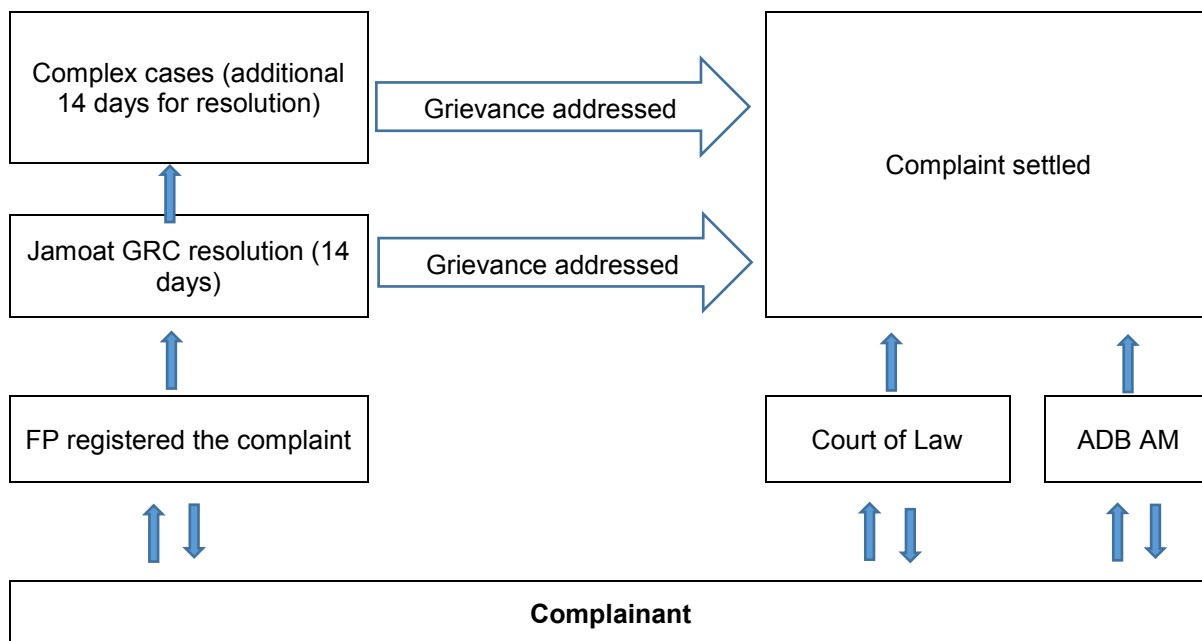 Complex cases (additional
14 days for resolution)
Grievance addressed
Complaint settled
Jamoat GRC resolution (14
days)
Grievance addressed
FP registered the complaint
Court of Law
ADB AM
Complainant